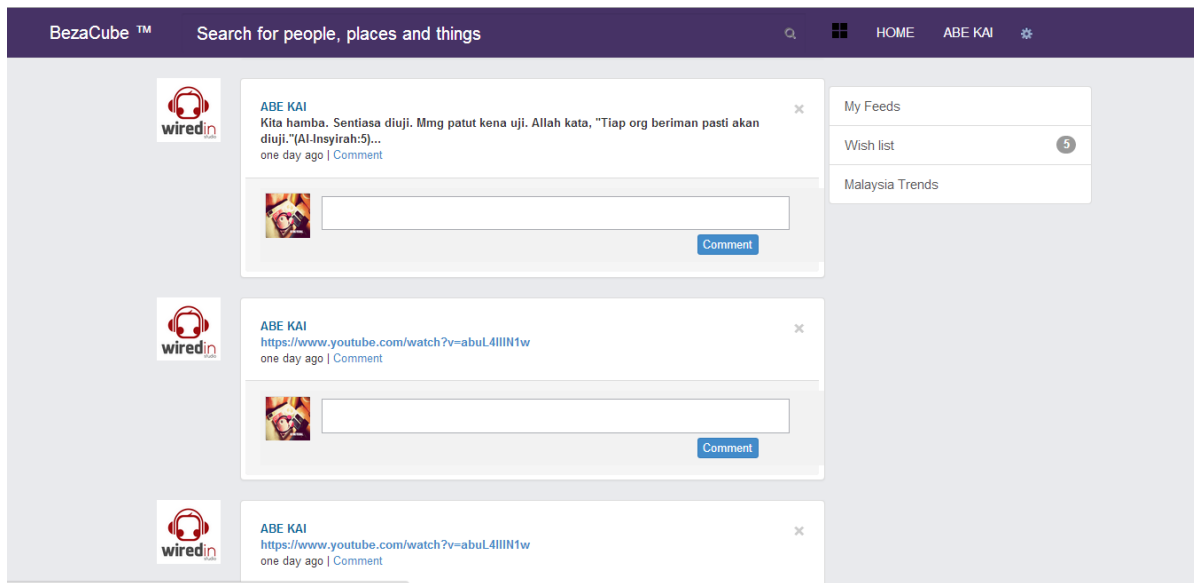 BezaCube ™ Search for people, places and things HOME ABE KAI
wiredin
studio
ABE KAI
Kita hamba. Sentiasa diuji. Mmg patut kena uji. Allah kata, "Tiap org beriman pasti akan
diuji."(Al-Insyirah:5)...
one day ago | Comment
Comment
My Feeds
Wish list 5
Malaysia Trends
wiredin
studio
ABE KAI
https://www.youtube.com/watch?v=abuL4IIIN1w
one day ago | Comment
Comment
wiredin
studio
ABE KAI
https://www.youtube.com/watch?v=abuL4IIIN1w
one day ago | Comment